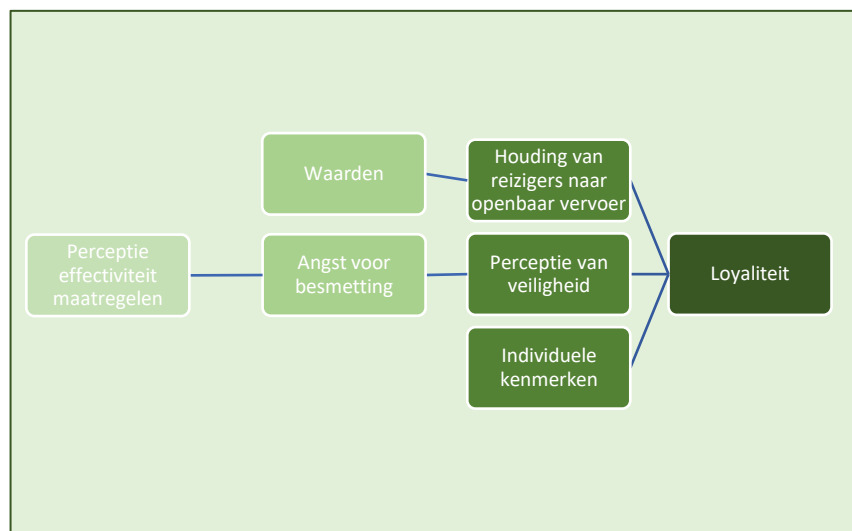 Waarden
Houding van
reizigers naar
openbaar vervoer
Perceptie
effectiviteit
maatregelen
Angst voor
besmetting
Perceptie van
veiligheid
Loyaliteit
Individuele
kenmerken